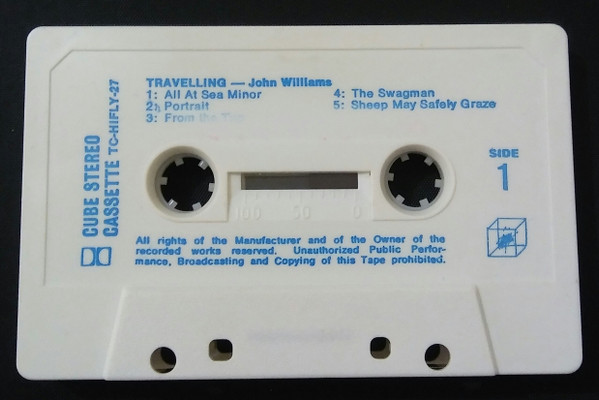 TRAVELLING — John Williams
1: All At Sea Minor
2: Portrait
3: From the
4: The Swagman
5: Sheep May Safely Graze
CUBE STEREO
CASSETTE TC-HIFLY-27
SIDE
1
100 50 0
All rights of the Manufacturer and of the Owner of the
recorded works reserved. Unauthorized Public Perfor-
mance, Broadcasting and Copying of this Tape prohibited.